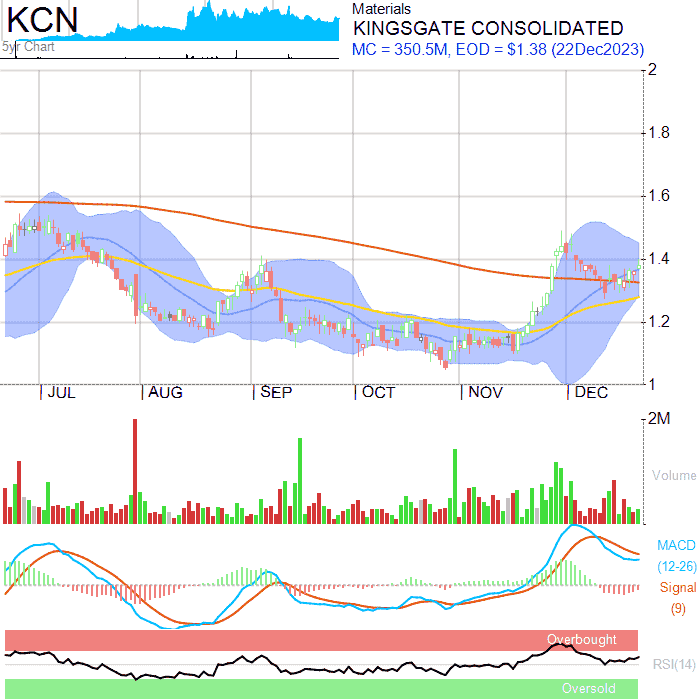 KCN
5yr Chart
Materials
KINGSGATE CONSOLIDATED
MC = 350.5M, EOD = $1.38 (22Dec2023)
2
1.8
1.6
1.4
1.2
1
JUL AUG SEP OCT NOV DEC
2M
Volume
MACD
(12-26)
Signal
(9)
Overbought
RSI(14)
Oversold